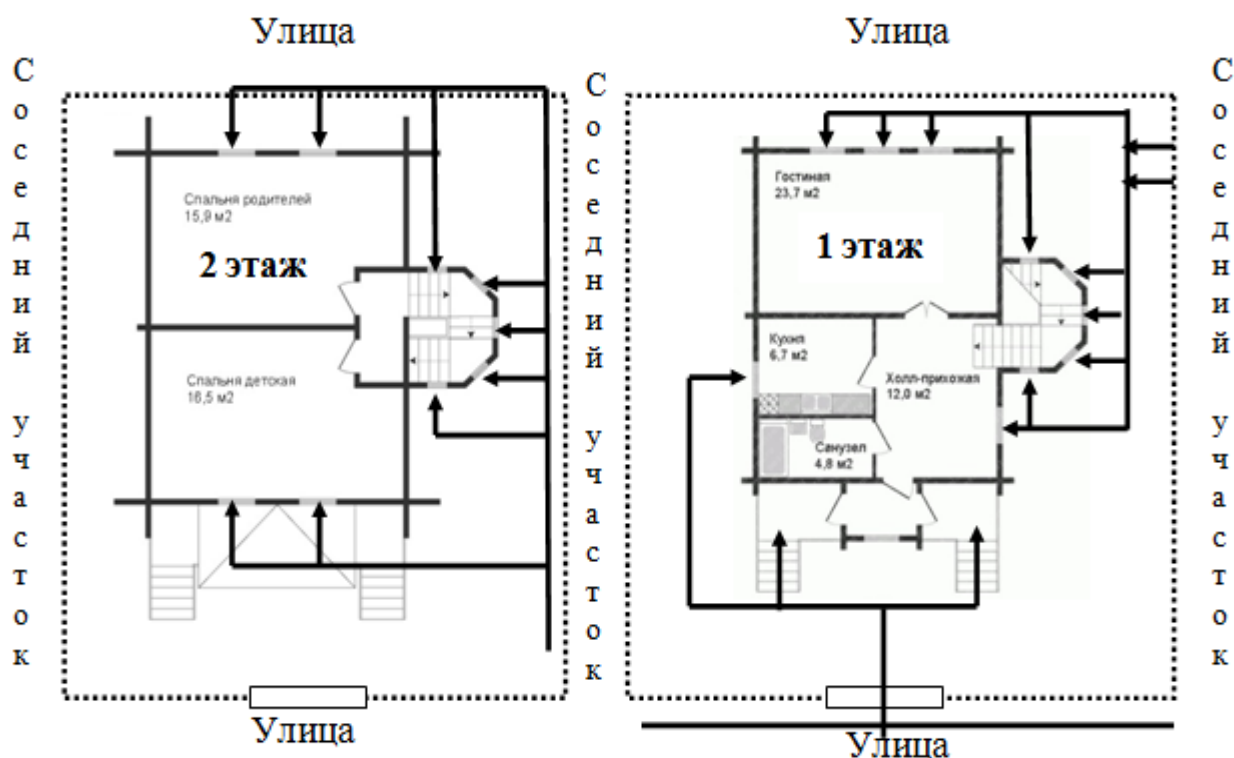 Улица
Улица
Соседний участок
Соседний участок
Соседний участок
Спальня родителей
15,9 м2
2 этаж
Спальня детская
16,5 м2
Гостиная
23,7 м2
1 этаж
Кухня
6,7 м2
Холл-прихожая
12,0 м2
Санузел
4,8 м2
Улица
Улица